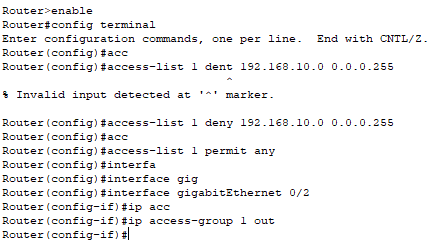 Router>enable
Router#config terminal
Enter configuration commands, one per line.  End with CNTL/Z.
Router(config)#acc
Router(config)#access-list 1 dent 192.168.10.0 0.0.0.255
                                 ^
% Invalid input detected at '^' marker.

Router(config)#access-list 1 deny 192.168.10.0 0.0.0.255
Router(config)#acc
Router(config)#access-list 1 permit any
Router(config)#interfa
Router(config)#interface gig
Router(config)#interface gigabitEthernet 0/2
Router(config-if)#ip acc
Router(config-if)#ip access-group 1 out
Router(config-if)#